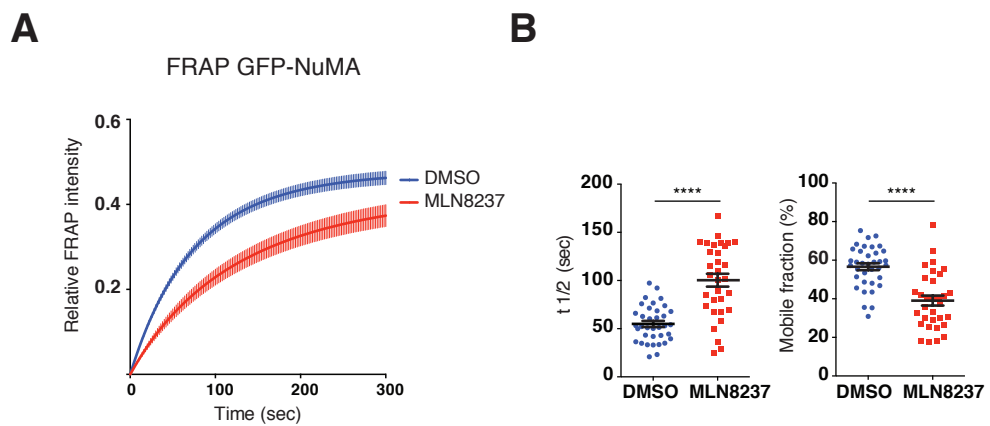 A
FRAP GFP-NuMA
Relative FRAP intensity
0.6
0.4
0.2
0
100
200
300
Time (sec)
DMSO
MLN8237
B
t 1/2 (sec)
200
150
100
50
0
****
DMSO
MLN8237
Mobile fraction (%)
100
80
60
40
20
0
****
DMSO
MLN8237